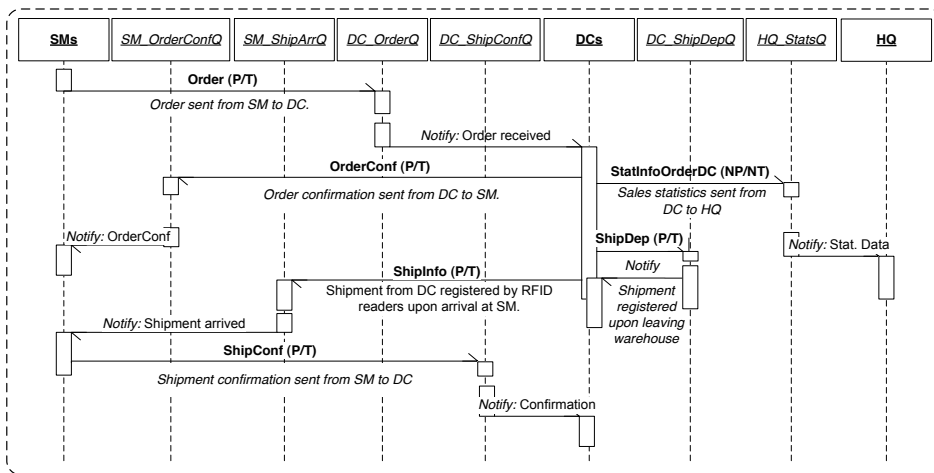 SMs
SM_OrderConfQ
SM_ShipArrQ
DC_OrderQ
DC_ShipConfQ
DCs
DC_ShipDepQ
HQ_StatsQ
HQ
Order (P/T)
Order sent from SM to DC.
Notify: Order received
OrderConf (P/T)
Order confirmation sent from DC to SM.
StatInfoOrderDC (NP/NT)
Sales statistics sent from
DC to HQ
Notify: OrderConf
ShipDep (P/T)
Notify: Stat. Data
Notify
Shipment
registered
upon leaving
warehouse
ShipInfo (P/T)
Shipment from DC registered by RFID
readers upon arrival at SM.
Notify: Shipment arrived
ShipConf (P/T)
Shipment confirmation sent from SM to DC
Notify: Confirmation